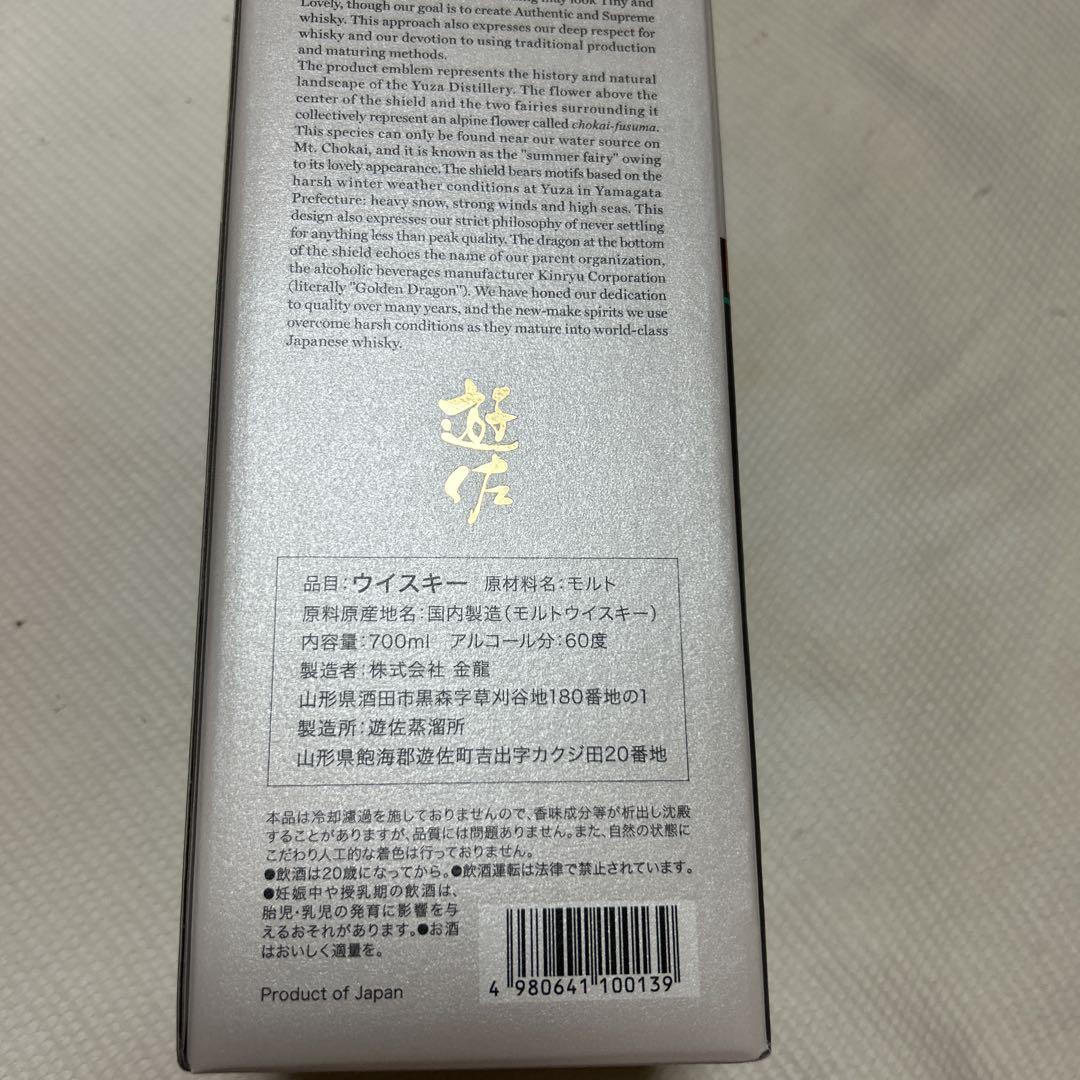 may look Tiny and
Lovely, though our goal is to create Authentic and Supreme
whisky. This approach also expresses our deep respect for
whisky and our devotion to using traditional production
and maturing methods.
The product emblem represents the history and natural
landscape of the Yuza Distillery. The flower above the
center of the shield and the two fairies surrounding it
collectively represent an alpine flower called chokai-fusuma.
This species can only be found near our water source on
Mt. Chokai, and it is known as the "summer fairy" owing
to its lovely appearance. The shield bears motifs based on the
harsh winter weather conditions at Yuza in Yamagata
Prefecture: heavy snow, strong winds and high seas. This
design also expresses our strict philosophy of never settling
for anything less than peak quality. The dragon at the bottom
of the shield echoes the name of our parent organization,
the alcoholic beverages manufacturer Kinryu Corporation
(literally "Golden Dragon"). We have honed our dedication
to quality over many years, and the new-make spirits we use
overcome harsh conditions as they mature into world-class
Japanese whisky.
遊佐
品目:ウイスキー 原材料名:モルト
原料原産地名:国内製造(モルトウイスキー)
内容量:700ml アルコール分:60度
製造者:株式会社 金龍
山形県酒田市黒森字草刈谷地180番地の1
製造所:遊佐蒸溜所
山形県飽海郡遊佐町吉出字カクジ田20番地
本品は冷却濾過を施しておりませんので、香味成分等が析出し沈殿
することがありますが、品質には問題ありません。また、自然の状態に
こだわり人工的な着色は行っておりません。
●飲酒は20歳になってから。●飲酒運転は法律で禁止されています。
●妊娠中や授乳期の飲酒は、
胎児・乳児の発育に影響を与
えるおそれがあります。●お酒
はおいしく適量を。
Product of Japan
4 980641 100139